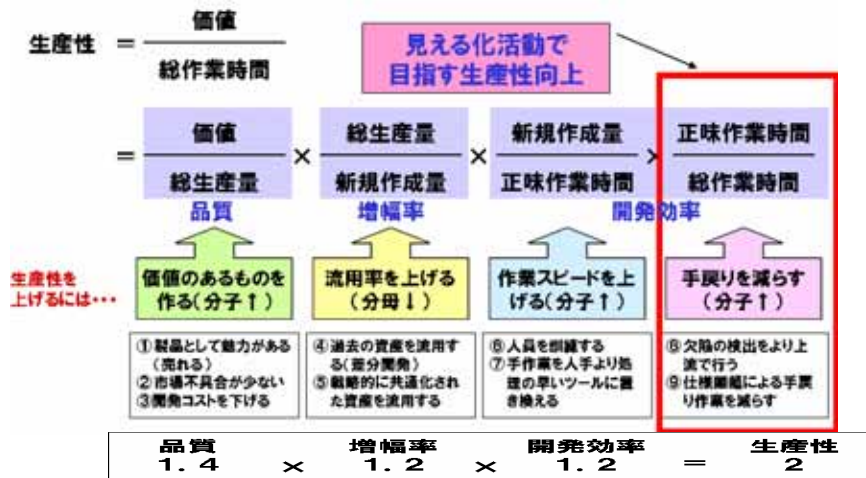 生産性 = 価値 / 総作業時間
見える化活動で
目指す生産性向上
= 価値 / 総生産量 × 総生産量 / 新規作成量 × 新規作成量 / 正味作業時間 × 正味作業時間 / 総作業時間
品質 増幅率 開発効率
生産性を
上げるには・・・
価値のあるものを
作る(分子↑)
流用率を上げる
(分母↓)
作業スピードを上
げる(分子↑)
手戻りを減らす
(分子↑)
①製品として魅力がある
(売れる)
②市場不具合が少ない
③開発コストを下げる
④過去の資産を流用す
る(差分開発)
⑤戦略的に共通化され
た資産を流用する
⑥人員を削減する
⑦手作業を人手より処
理の早いツールに置
き換える
⑧欠陥の検出をより上
流で行う
⑨仕様問題による手戻
り作業を減らす
品質 増幅率 開発効率 生産性
1.4 × 1.2 × 1.2 = 2